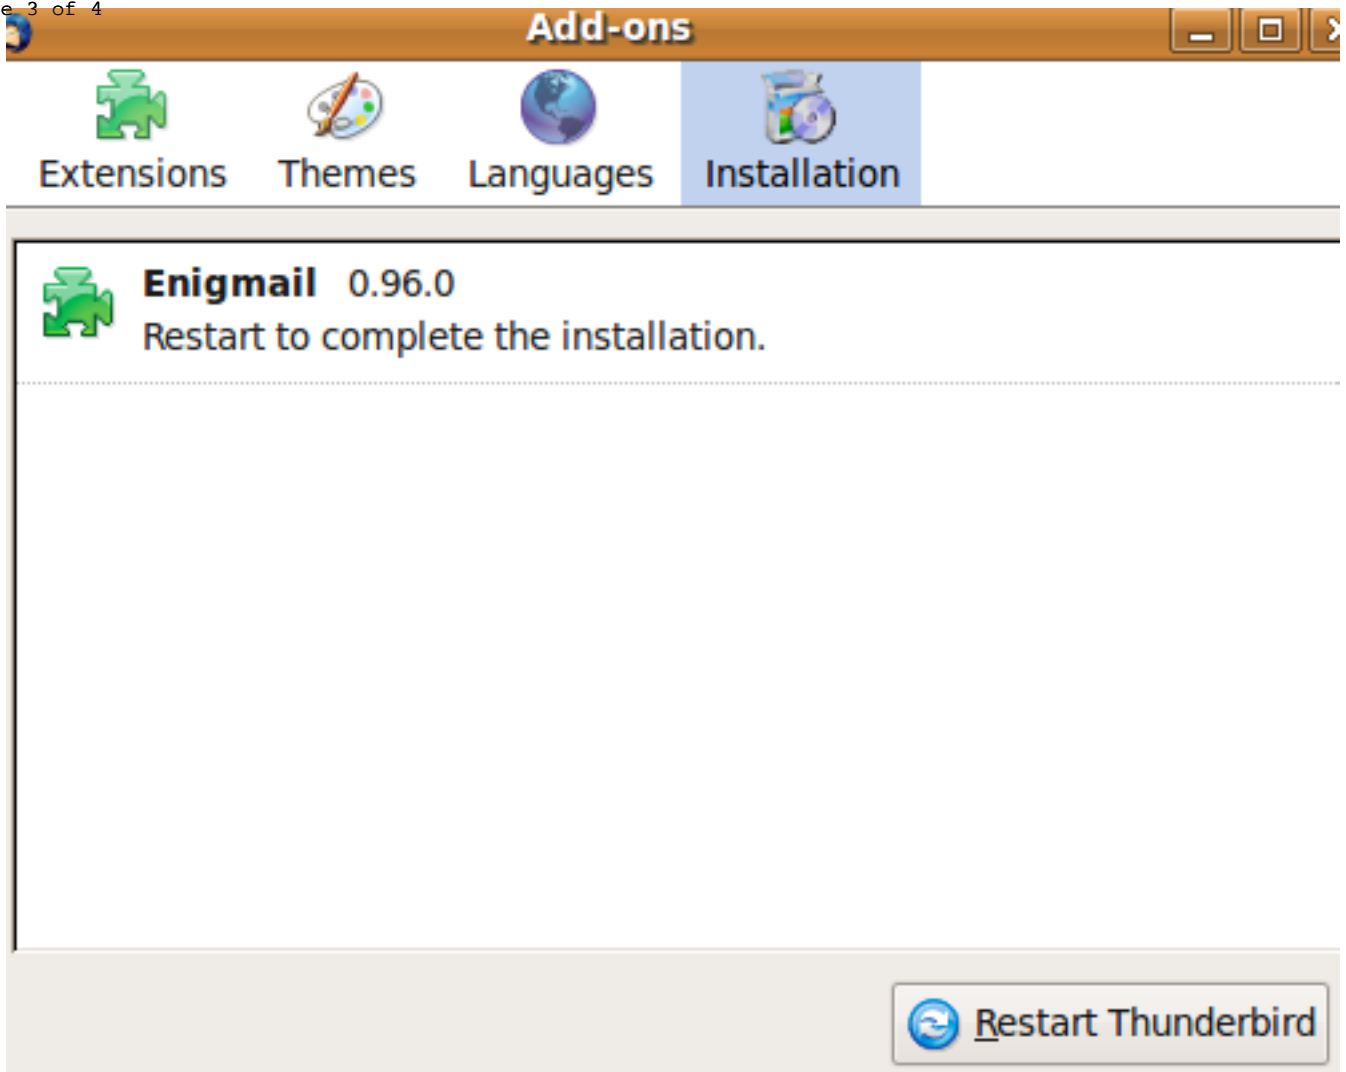 e 3 of 4
Add-ons
Extensions Themes Languages Installation
Enigmail 0.96.0
Restart to complete the installation.
Restart Thunderbird